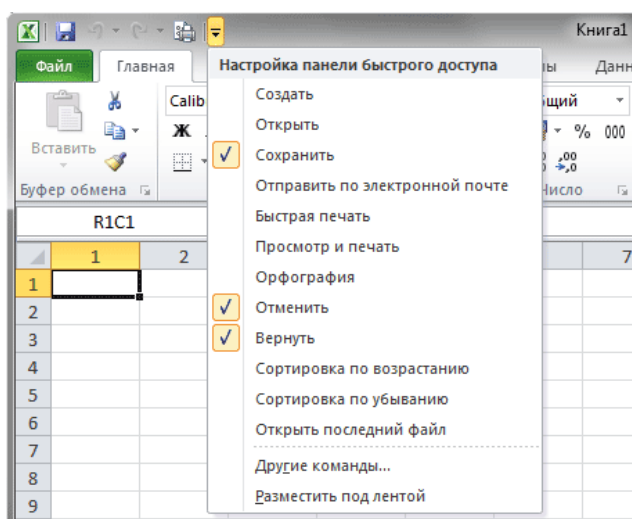 Книга1
Файл Главная Данн
Настройка панели быстрого доступа
Создать
Открыть
Сохранить
Отправить по электронной почте
Быстрая печать
Просмотр и печать
Орфография
Отменить
Вернуть
Сортировка по возрастанию
Сортировка по убыванию
Открыть последний файл
Другие команды...
Разместить под лентой
Calib
Ж % 000
Вставить
,00
,0
Буфер обмена
R1C1
1 2 7
1
2
3
4
5
6
7
8
9